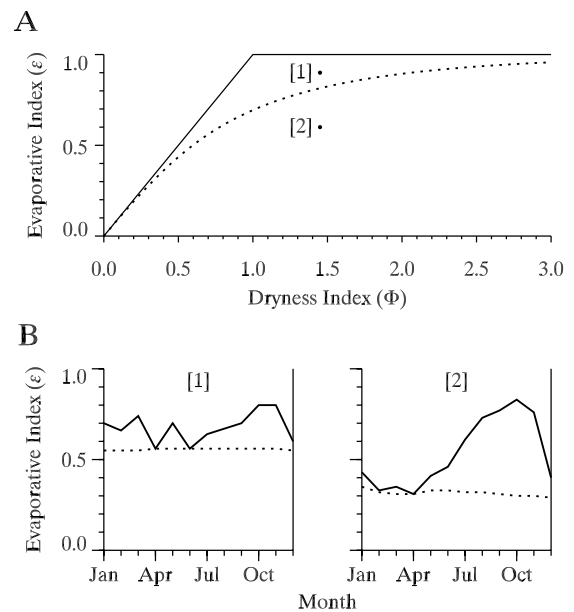 A
Evaporative Index (ε)
1.0
0.5
0.0
[1]
[2]
0.0 0.5 1.0 1.5 2.0 2.5 3.0
Dryness Index (Φ)
B
Evaporative Index (ε)
1.0
0.5
0.0
[1]
[2]
Jan Apr Jul Oct
Jan Apr Jul Oct
Month